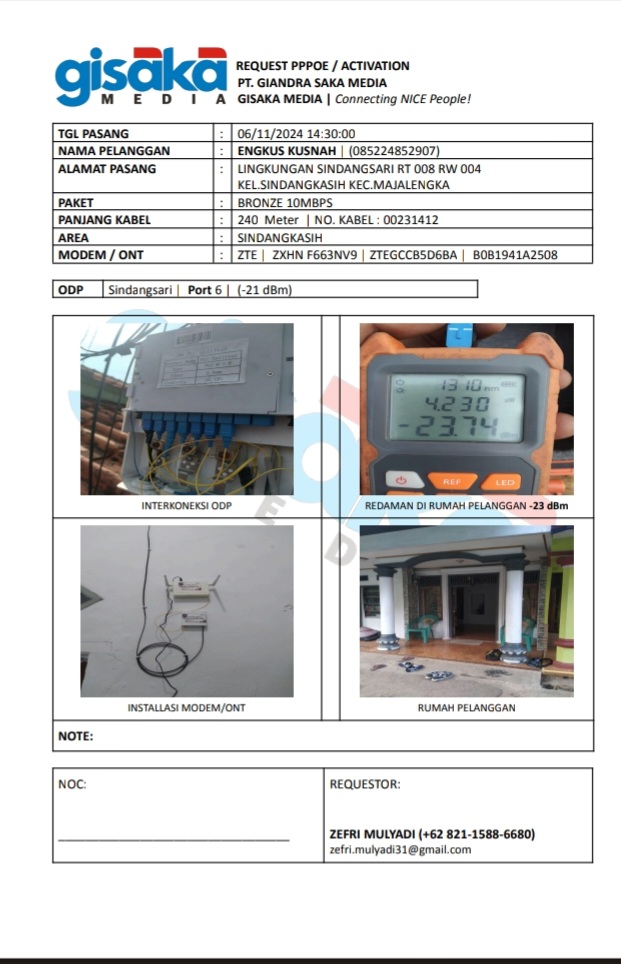 gisaka
MEDIA
REQUEST PPPOE / ACTIVATION
PT. GIANDRA SAKA MEDIA
GISAKA MEDIA | Connecting NICE People!
TGL PASANG : 06/11/2024 14:30:00
NAMA PELANGGAN : ENGKUS KUSNAH | (085224852907)
ALAMAT PASANG : LINGKUNGAN SINDANGSARI RT 008 RW 004
KEL.SINDANGKASIH KEC.MAJALENGKA
PAKET : BRONZE 10MBPS
PANJANG KABEL : 240 Meter | NO. KABEL : 00231412
AREA : SINDANGKASIH
MODEM / ONT : ZTE | ZXHN F663NV9 | ZTEGCCB5D6BA | B0B1941A2508
ODP Sindangsari | Port 6 | (-21 dBm)
1310 nm
4.230
-23.74
REF
LED
INTERKONEKSI ODP
REDAMAN DI RUMAH PELANGGAN -23 dBm
INSTALLASI MODEM/ONT
RUMAH PELANGGAN
NOTE:
NOC:
REQUESTOR:
ZEFRI MULYADI (+62 821-1588-6680)
zefri.mulyadi31@gmail.com